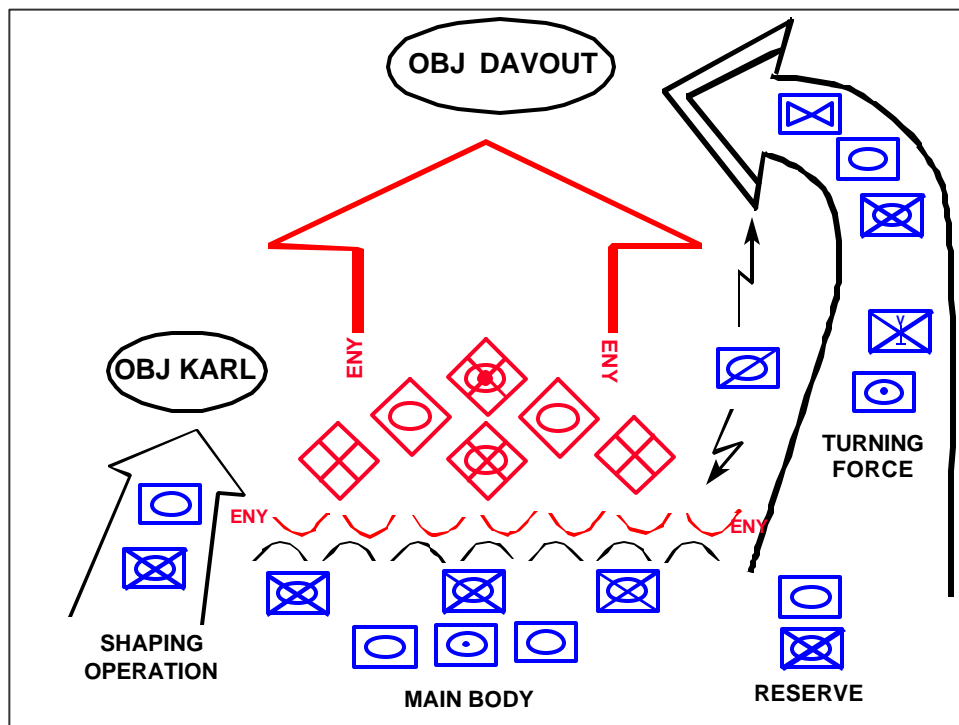 OBJ DAVOUT
ENY
ENY
OBJ KARL
TURNING
FORCE
ENY
ENY
SHAPING
OPERATION
MAIN BODY
RESERVE